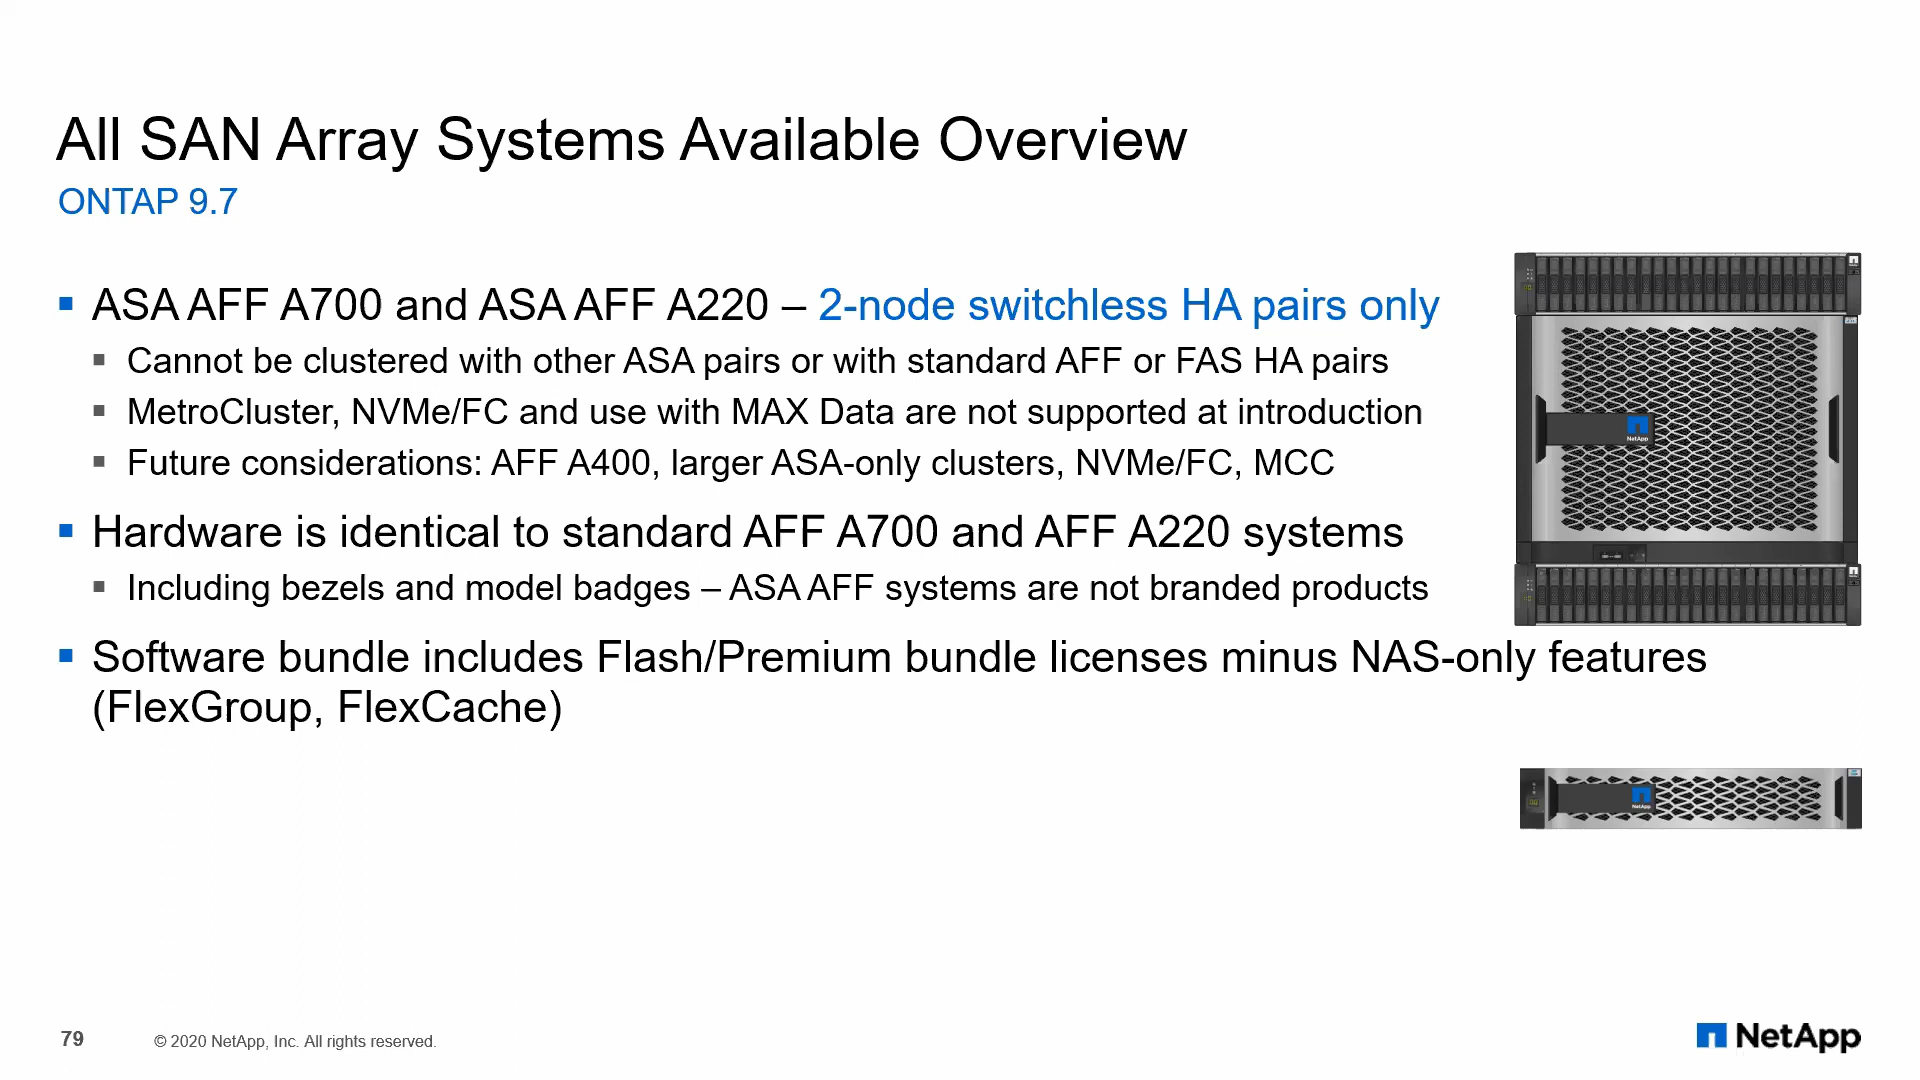 All SAN Array Systems Available Overview
ONTAP 9.7
ASA AFF A700 and ASA AFF A220 – 2-node switchless HA pairs only
Cannot be clustered with other ASA pairs or with standard AFF or FAS HA pairs
MetroCluster, NVMe/FC and use with MAX Data are not supported at introduction
Future considerations: AFF A400, larger ASA-only clusters, NVMe/FC, MCC
Hardware is identical to standard AFF A700 and AFF A220 systems
Including bezels and model badges – ASA AFF systems are not branded products
Software bundle includes Flash/Premium bundle licenses minus NAS-only features
(FlexGroup, FlexCache)
NetApp
NetApp
79
© 2020 NetApp, Inc. All rights reserved.
NetApp